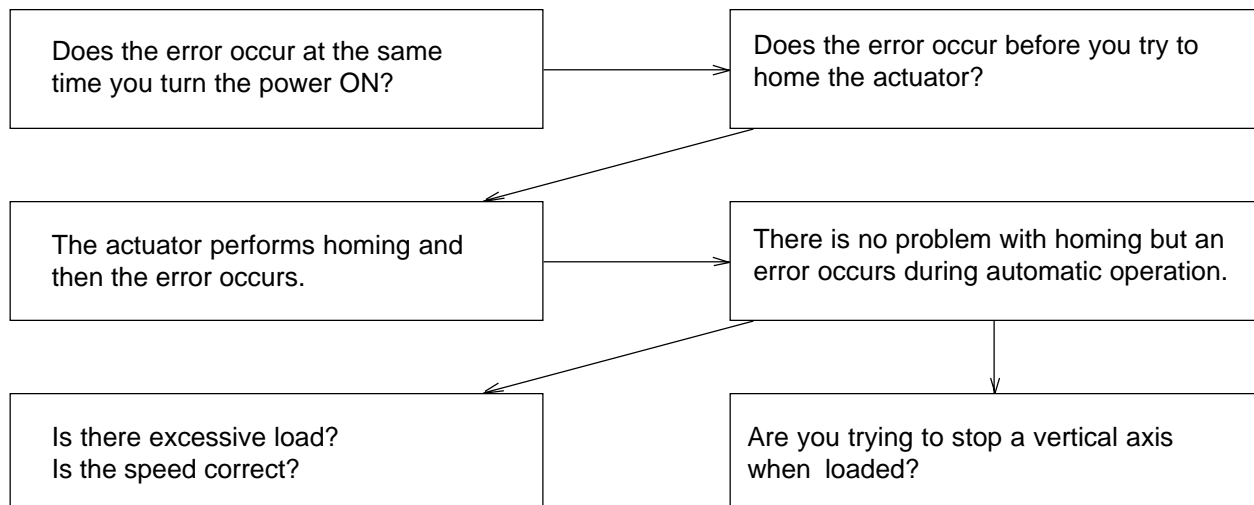 Does the error occur at the same
time you turn the power ON?
Does the error occur before you try to
home the actuator?
The actuator performs homing and
then the error occurs.
There is no problem with homing but an
error occurs during automatic operation.
Is there excessive load?
Is the speed correct?
Are you trying to stop a vertical axis
when loaded?